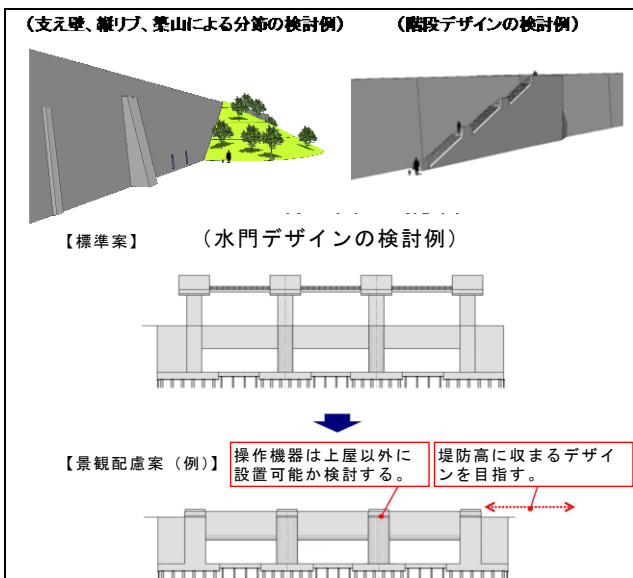 （支え壁、縦リブ、築山による分節の検討例）
（階段デザインの検討例）
【標準案】
（水門デザインの検討例）
【景観配慮案（例）】
操作機器は上屋以外に
設置可能か検討する。
堤防高に収まるデザイ
ンを目指す。